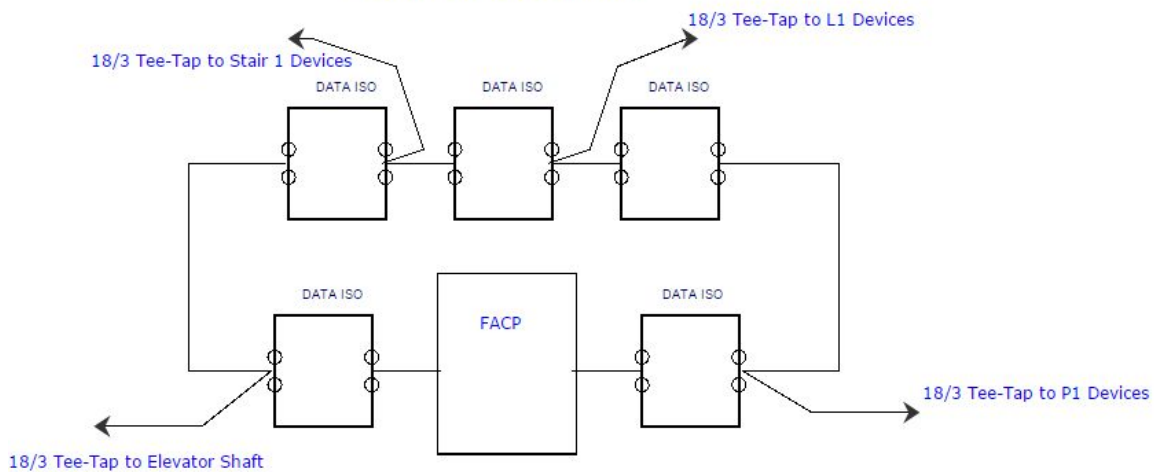 18/3 Tee-Tap to L1 Devices
18/3 Tee-Tap to Stair 1 Devices
DATA ISO
DATA ISO
DATA ISO
DATA ISO
FACP
DATA ISO
18/3 Tee-Tap to P1 Devices
18/3 Tee-Tap to Elevator Shaft